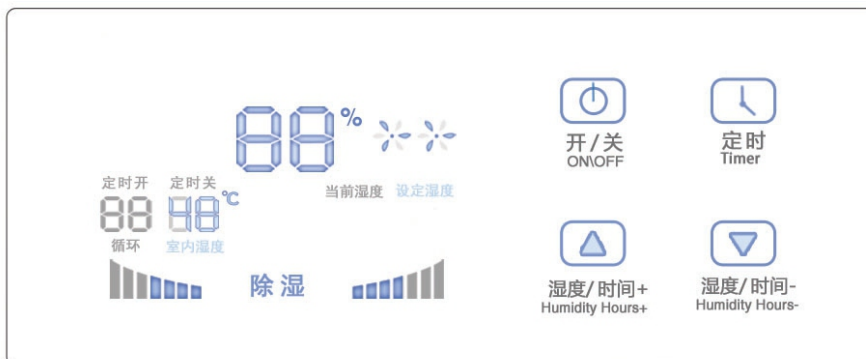 88%
定时开 定时关
88 48℃
循环 室内湿度
当前湿度 设定湿度
除湿
开/关
ON\OFF
定时
Timer
湿度/时间+
Humidity Hours+
湿度/时间-
Humidity Hours-